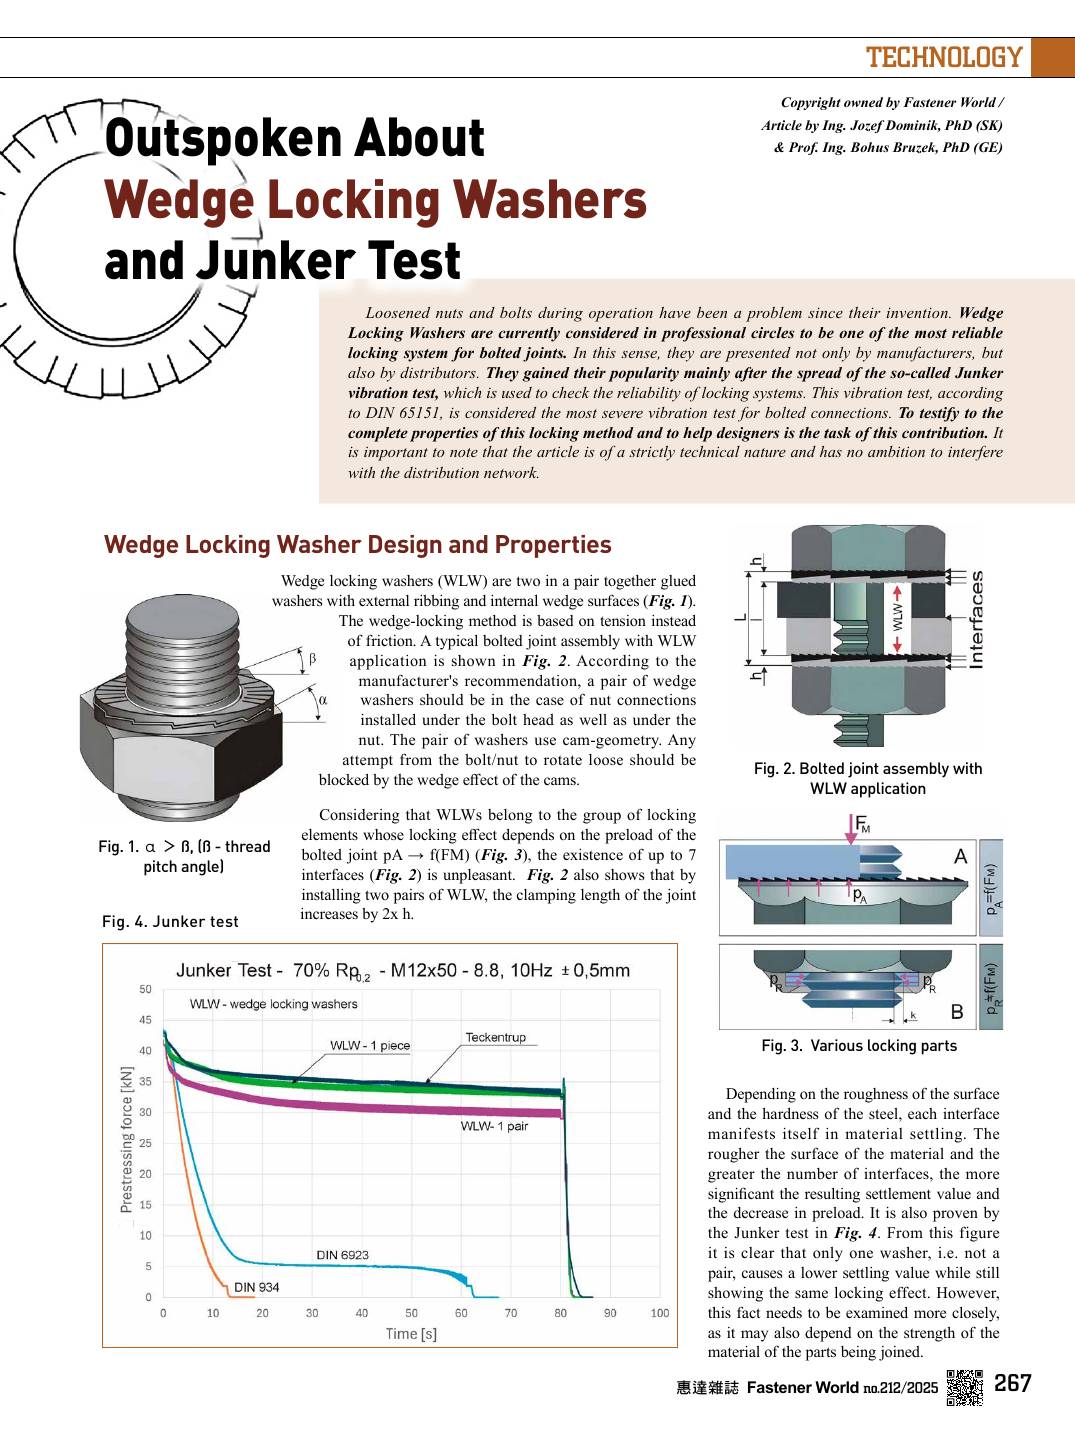 TECHNOLOGY
Copyright owned by Fastener World /
Article by Ing. Jozef Dominik, PhD (SK)
& Prof. Ing. Bohus Bruzek, PhD (GE)
Outspoken About
Wedge Locking Washers
and Junker Test
Loosened nuts and bolts during operation have been a problem since their invention. Wedge
Locking Washers are currently considered in professional circles to be one of the most reliable
locking system for bolted joints. In this sense, they are presented not only by manufacturers, but
also by distributors. They gained their popularity mainly after the spread of the so-called Junker
vibration test, which is used to check the reliability of locking systems. This vibration test, according
to DIN 65151, is considered the most severe vibration test for bolted connections. To testify to the
complete properties of this locking method and to help designers is the task of this contribution. It
is important to note that the article is of a strictly technical nature and has no ambition to interfere
with the distribution network.
Wedge Locking Washer Design and Properties
Wedge locking washers (WLW) are two in a pair together glued
washers with external ribbing and internal wedge surfaces (Fig. 1).
The wedge-locking method is based on tension instead
of friction. A typical bolted joint assembly with WLW
application is shown in Fig. 2. According to the
manufacturer's recommendation, a pair of wedge
washers should be in the case of nut connections
installed under the bolt head as well as under the
nut. The pair of washers use cam-geometry. Any
attempt from the bolt/nut to rotate loose should be
blocked by the wedge effect of the cams.
β
α
Fig. 1. α > ß, (ß - thread
pitch angle)
Considering that WLWs belong to the group of locking
elements whose locking effect depends on the preload of the
bolted joint pA → f(FM) (Fig. 3), the existence of up to 7
interfaces (Fig. 2) is unpleasant. Fig. 2 also shows that by
installing two pairs of WLW, the clamping length of the joint
increases by 2x h.
Fig. 4. Junker test
Junker Test - 70% Rp0,2 - M12x50 - 8.8, 10Hz ±0,5mm
WLW - wedge locking washers
WLW - 1 piece
Teckentrup
WLW- 1 pair
DIN 6923
DIN 934
Prestressing force [kN]
50
45
40
35
30
25
20
15
10
5
0
0 10 20 30 40 50 60 70 80 90 100
Time [s]
h
L
l
h
WLW
Interfaces
Fig. 2. Bolted joint assembly with
WLW application
FM
A
pA
pA=f(FM)
pR
pR
k
B
pR≠f(FM)
Fig. 3. Various locking parts
Depending on the roughness of the surface
and the hardness of the steel, each interface
manifests itself in material settling. The
rougher the surface of the material and the
greater the number of interfaces, the more
significant the resulting settlement value and
the decrease in preload. It is also proven by
the Junker test in Fig. 4. From this figure
it is clear that only one washer, i.e. not a
pair, causes a lower settling value while still
showing the same locking effect. However,
this fact needs to be examined more closely,
as it may also depend on the strength of the
material of the parts being joined.
惠達雜誌 Fastener World no.212/2025 267